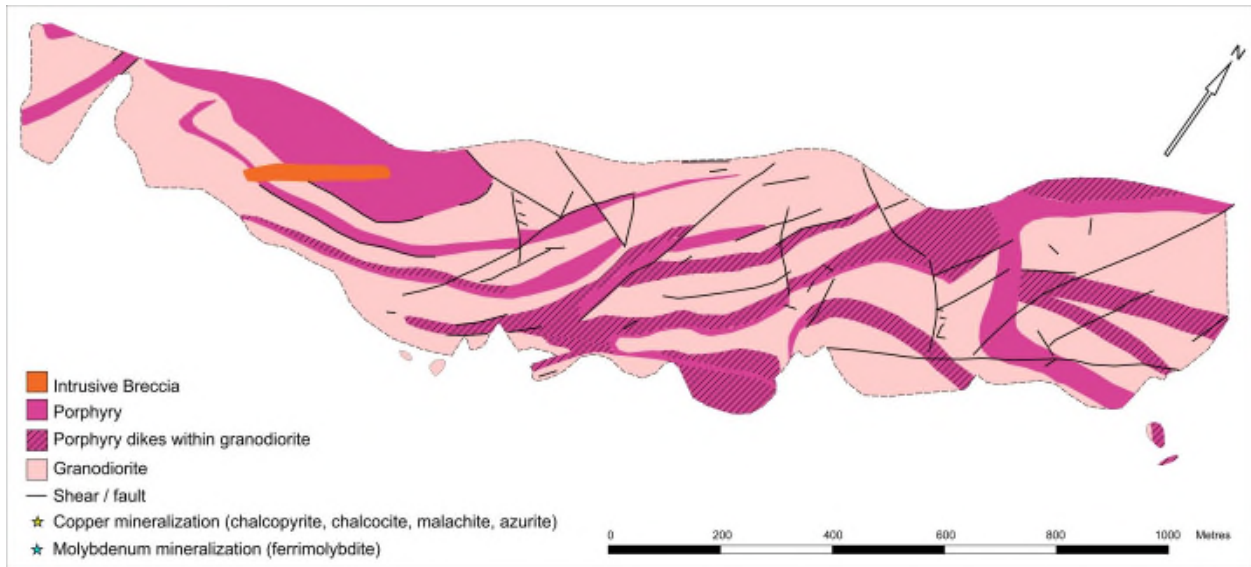 N
Intrusive Breccia
Porphyry
Porphyry dikes within granodiorite
Granodiorite
Shear / fault
Copper mineralization (chalcopyrite, chalcocite, malachite, azurite)
Molybdenum mineralization (ferrimolybdite)
0 200 400 600 800 1000 Metres